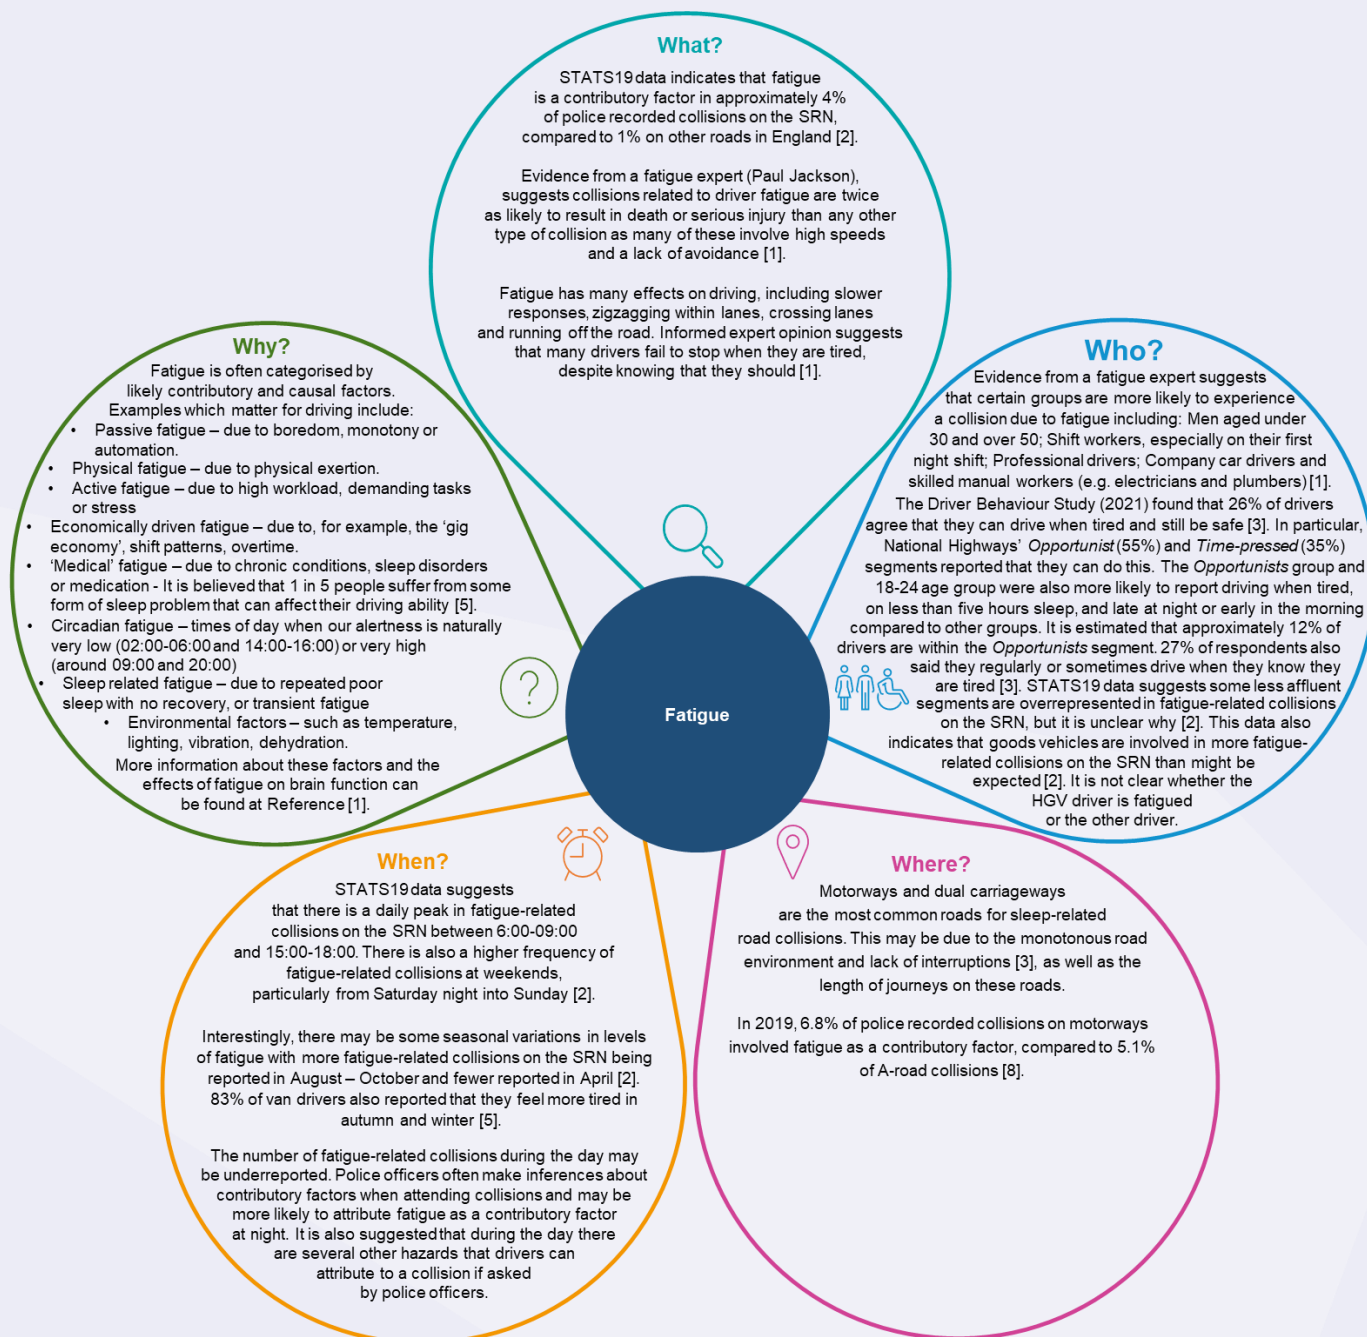 What?
STATS19 data indicates that fatigue
is a contributory factor in approximately 4%
of police recorded collisions on the SRN,
compared to 1% on other roads in England [2].
Evidence from a fatigue expert (Paul Jackson),
suggests collisions related to driver fatigue are twice
as likely to result in death or serious injury than any other
type of collision as many of these involve high speeds
and a lack of avoidance [1].
Fatigue has many effects on driving, including slower
responses, zigzagging within lanes, crossing lanes
and running off the road. Informed expert opinion suggests
that many drivers fail to stop when they are tired,
despite knowing that they should [1].
Why?
Fatigue is often categorised by
likely contributory and causal factors.
Examples which matter for driving include:
• Passive fatigue – due to boredom, monotony or
automation.
• Physical fatigue – due to physical exertion.
• Active fatigue – due to high workload, demanding tasks
or stress
• Economically driven fatigue – due to, for example, the ‘gig
economy’, shift patterns, overtime.
• ‘Medical’ fatigue – due to chronic conditions, sleep disorders
or medication - It is believed that 1 in 5 people suffer from some
form of sleep problem that can affect their driving ability [5].
• Circadian fatigue – times of day when our alertness is naturally
very low (02:00-06:00 and 14:00-16:00) or very high
(around 09:00 and 20:00)
• Sleep related fatigue – due to repeated poor
sleep with no recovery, or transient fatigue
• Environmental factors – such as temperature,
lighting, vibration, dehydration.
More information about these factors and the
effects of fatigue on brain function can
be found at Reference [1].
Who?
Evidence from a fatigue expert suggests
that certain groups are more likely to experience
a collision due to fatigue including: Men aged under
30 and over 50; Shift workers, especially on their first
night shift; Professional drivers; Company car drivers and
skilled manual workers (e.g. electricians and plumbers) [1].
The Driver Behaviour Study (2021) found that 26% of drivers
agree that they can drive when tired and still be safe [3]. In particular,
National Highways’ Opportunist (55%) and Time-pressed (35%)
segments reported that they can do this. The Opportunists group and
18-24 age group were also more likely to report driving when tired,
on less than five hours sleep, and late at night or early in the morning
compared to other groups. It is estimated that approximately 12% of
drivers are within the Opportunists segment. 27% of respondents also
said they regularly or sometimes drive when they know they
are tired [3]. STATS19 data suggests some less affluent
segments are overrepresented in fatigue-related collisions
on the SRN, but it is unclear why [2]. This data also
indicates that goods vehicles are involved in more fatigue-
related collisions on the SRN than might be
expected [2]. It is not clear whether the
HGV driver is fatigued
or the other driver.
Fatigue
When?
STATS19 data suggests
that there is a daily peak in fatigue-related
collisions on the SRN between 6:00-09:00
and 15:00-18:00. There is also a higher frequency of
fatigue-related collisions at weekends,
particularly from Saturday night into Sunday [2].
Interestingly, there may be some seasonal variations in levels
of fatigue with more fatigue-related collisions on the SRN being
reported in August – October and fewer reported in April [2].
83% of van drivers also reported that they feel more tired in
autumn and winter [5].
The number of fatigue-related collisions during the day may
be underreported. Police officers often make inferences about
contributory factors when attending collisions and may be
more likely to attribute fatigue as a contributory factor
at night. It is also suggested that during the day there
are several other hazards that drivers can
attribute to a collision if asked
by police officers.
Where?
Motorways and dual carriageways
are the most common roads for sleep-related
road collisions. This may be due to the monotonous road
environment and lack of interruptions [3], as well as the
length of journeys on these roads.
In 2019, 6.8% of police recorded collisions on motorways
involved fatigue as a contributory factor, compared to 5.1%
of A-road collisions [8].